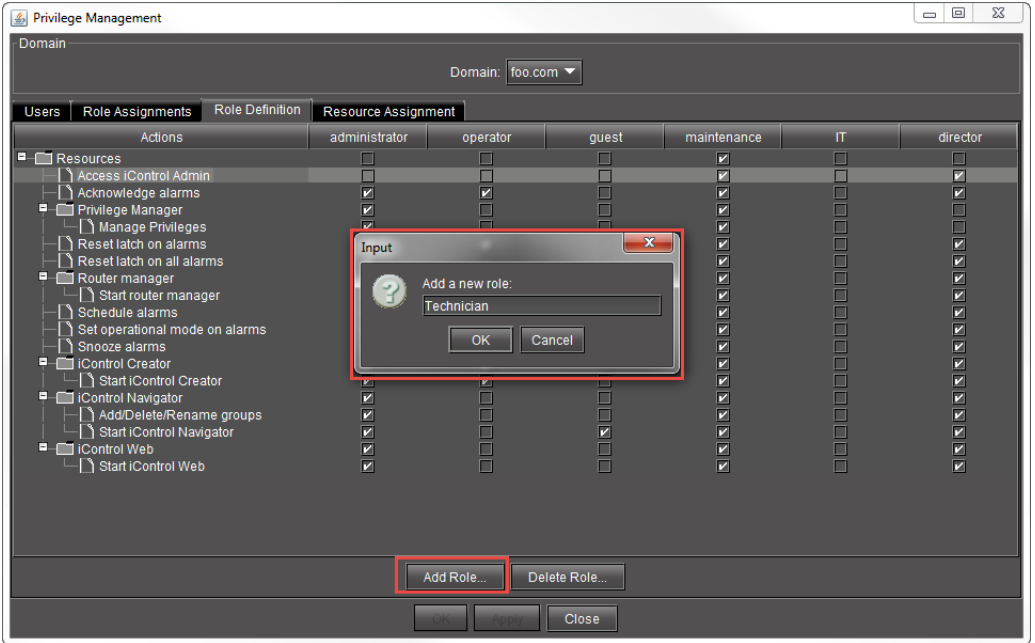 Privilege Management
Domain
Domain: foo.com
Users Role Assignments Role Definition Resource Assignment
Actions administrator operator guest maintenance IT director
Resources
Access iControl Admin
Acknowledge alarms
Privilege Manager
Manage Privileges
Reset latch on alarms
Reset latch on all alarms
Router manager
Start router manager
Schedule alarms
Set operational mode on alarms
Snooze alarms
iControl Creator
Start iControl Creator
iControl Navigator
Add/Delete/Rename groups
Start iControl Navigator
iControl Web
Start iControl Web
Input
Add a new role:
Technician
OK Cancel
Add Role... Delete Role...
OK Apply Close